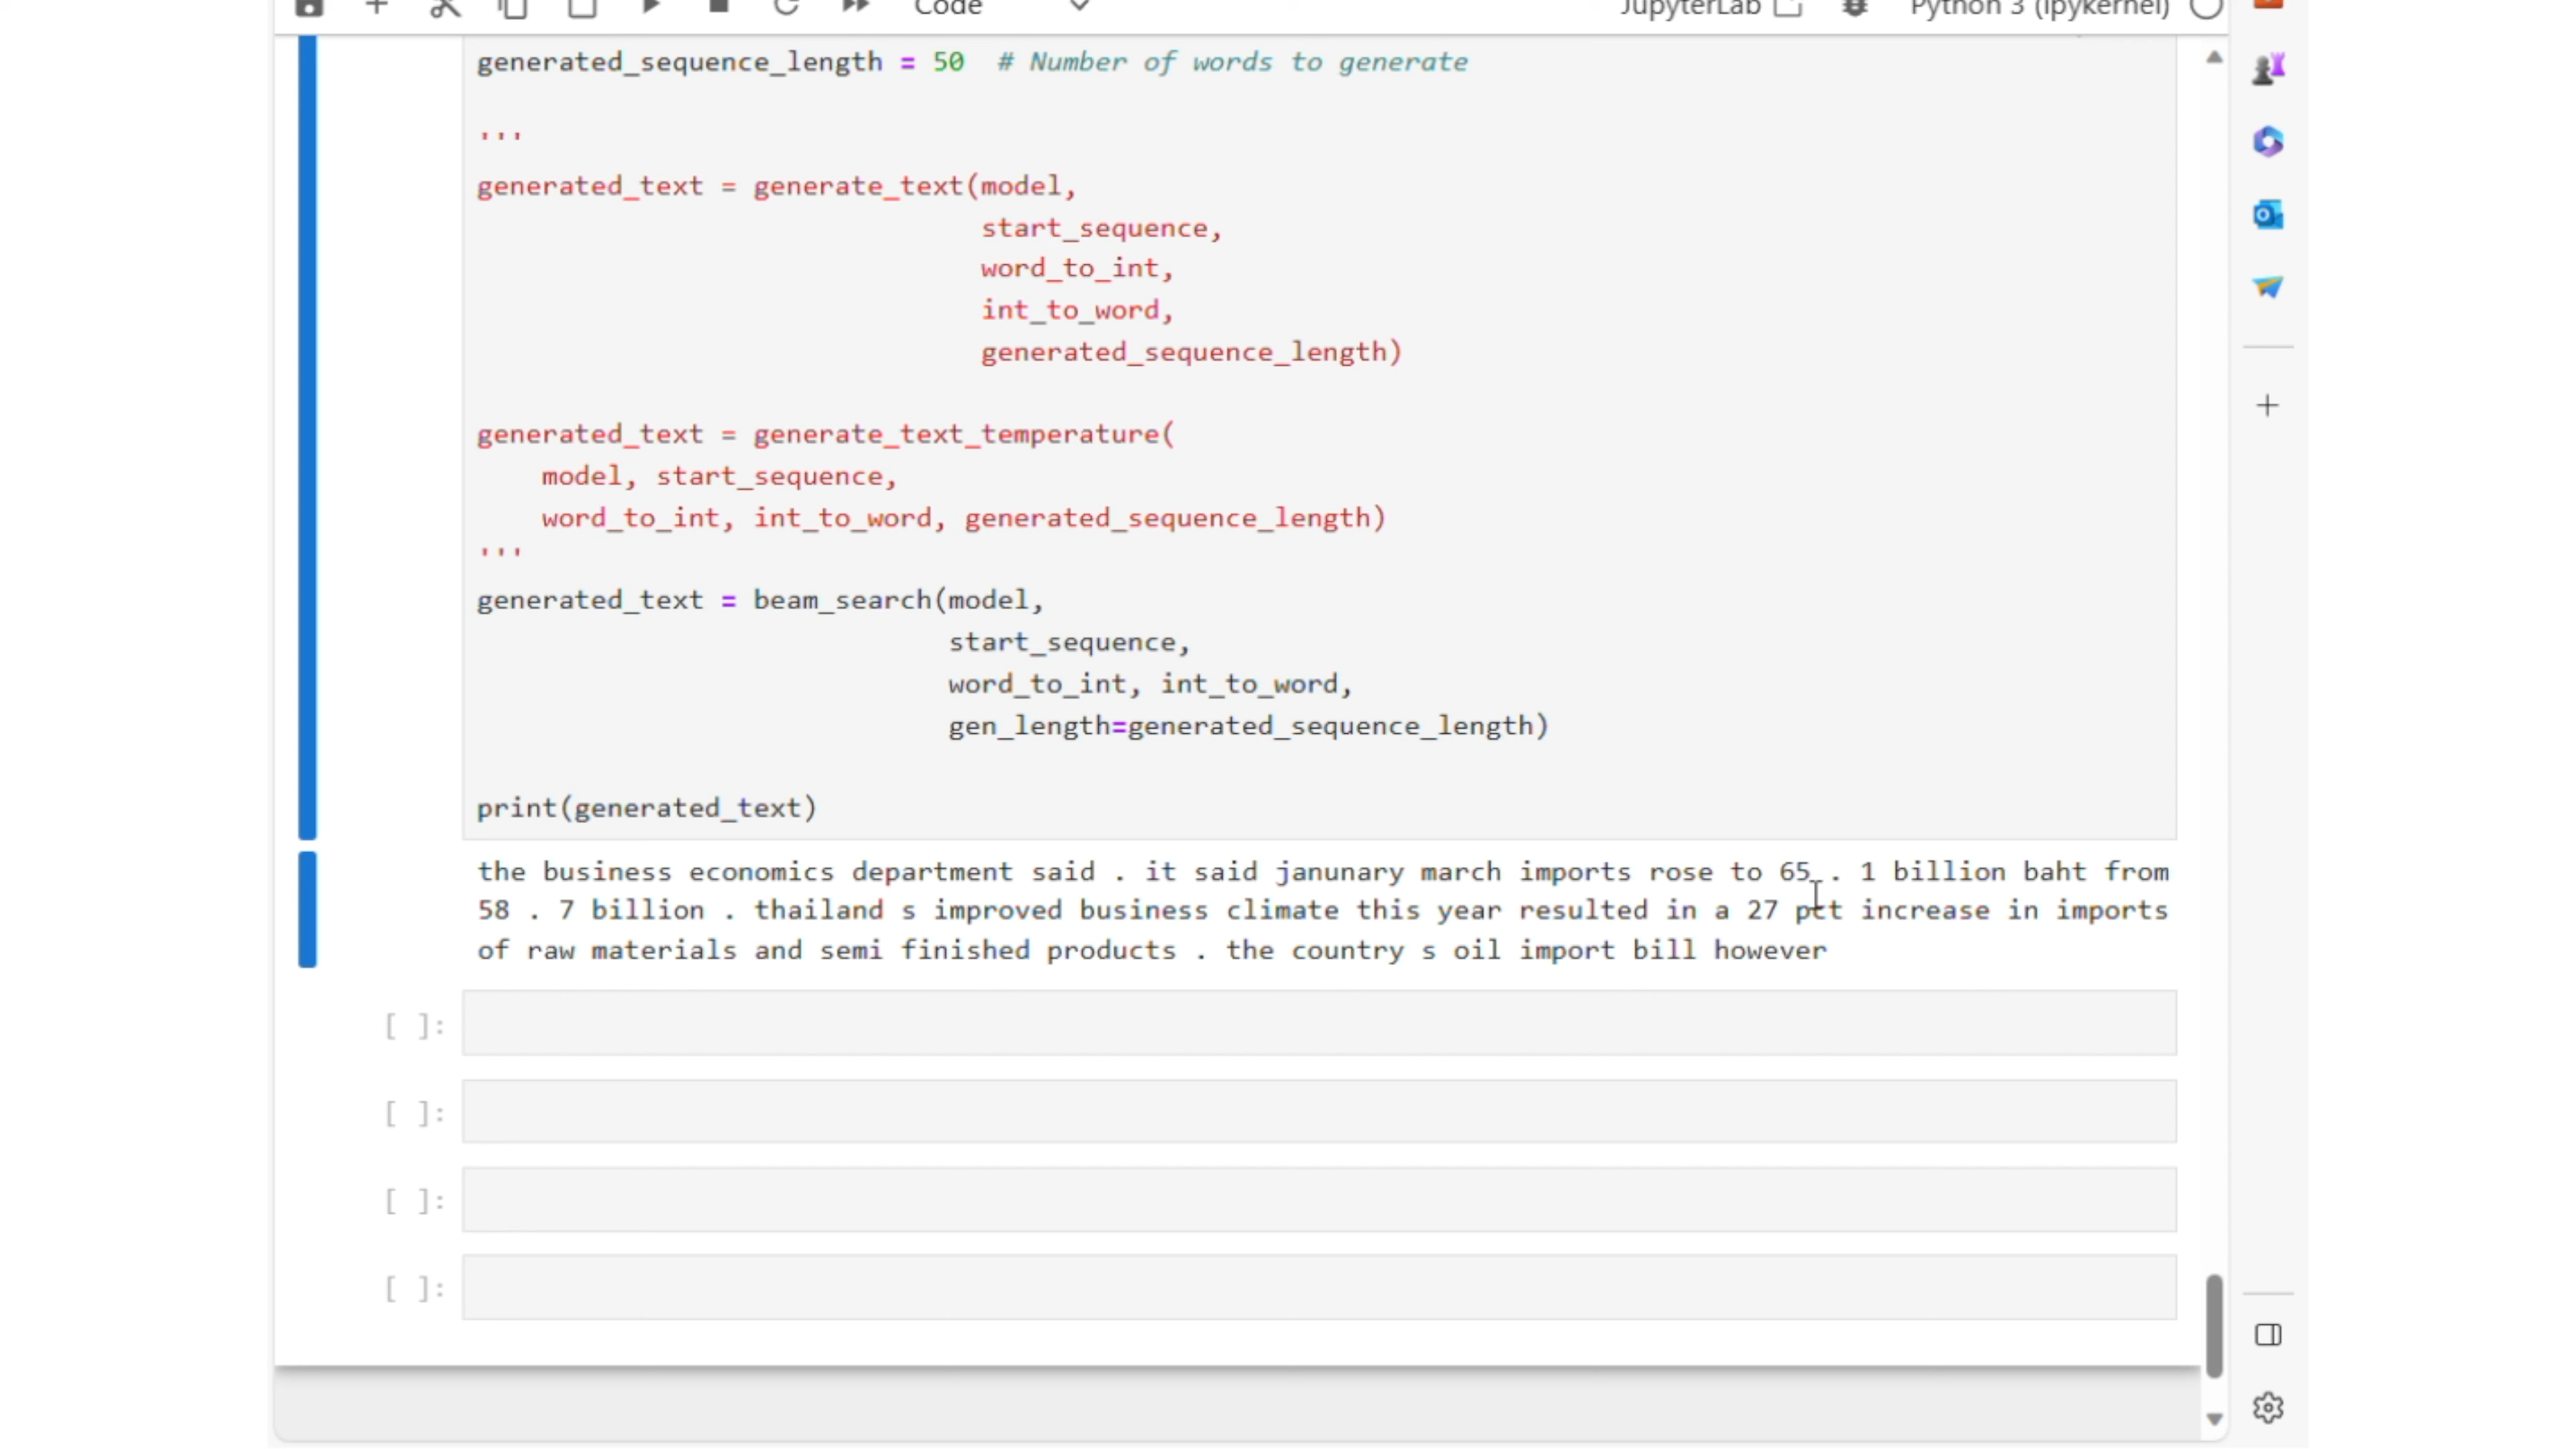 Code
JupyterLab
Python 3 (ipykernel)
generated_sequence_length = 50  # Number of words to generate
'''
generated_text = generate_text(model,
start_sequence,
word_to_int,
int_to_word,
generated_sequence_length)
generated_text = generate_text_temperature(
model, start_sequence,
word_to_int, int_to_word, generated_sequence_length)
'''
generated_text = beam_search(model,
start_sequence,
word_to_int, int_to_word,
gen_length=generated_sequence_length)
print(generated_text)
the business economics department said . it said janunary march imports rose to 65 . 1 billion baht from
58 . 7 billion . thailand s improved business climate this year resulted in a 27 pct increase in imports
of raw materials and semi finished products . the country s oil import bill however
[ ]:
[ ]:
[ ]:
[ ]: